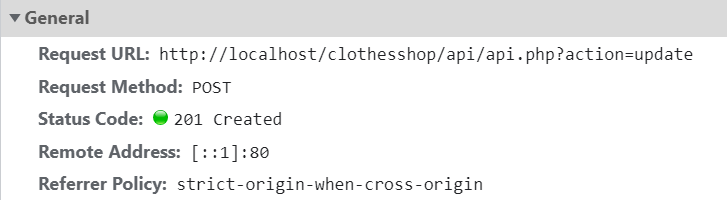 General
Request URL: http://localhost/clothesshop/api/api.php?action=update
Request Method: POST
Status Code: 201 Created
Remote Address: [::1]:80
Referrer Policy: strict-origin-when-cross-origin